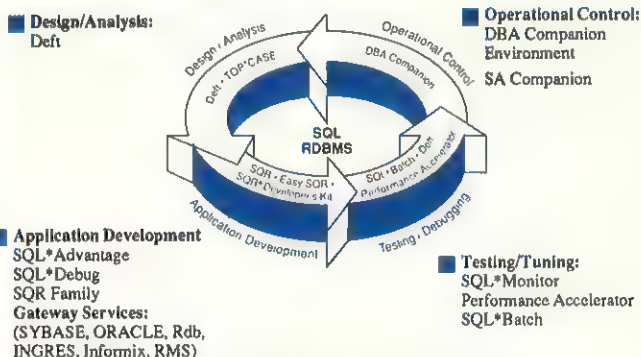 Design/Analysis:
Deft
Operational Control:
DBA Companion
Environment
SA Companion
Design / Analysis
Operational Control
Deft • TOP*CASE
DBA Companion
SQL
RDBMS
SQR • Easy SQR •
SQR* Developers Kit
SQL*Batch • Deft
Performance Accelerator
Application Development
Testing • Debugging
Application Development
SQL*Advantage
SQL*Debug
SQR Family
Gateway Services:
(SYBASE, ORACLE, Rdb,
INGRES, Informix, RMS)
Testing/Tuning:
SQL*Monitor
Performance Accelerator
SQL*Batch